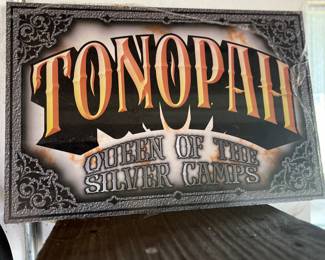 TONOPAH
QUEEN OF THE
SILVER CAMPS